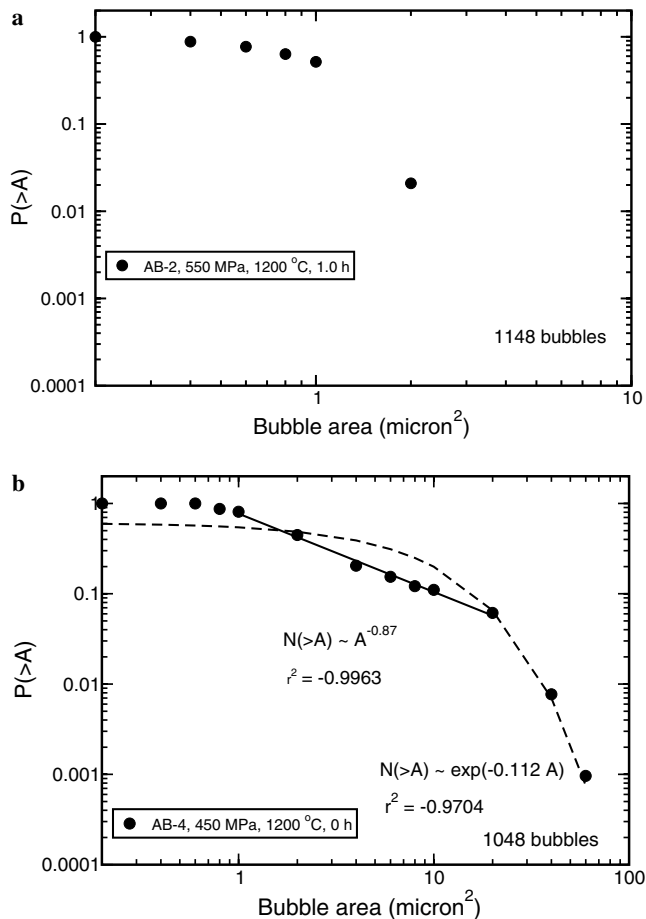 a
1
0.1
0.01
0.001
0.0001
P(>A)
AB-2, 550 MPa, 1200 °C, 1.0 h
1148 bubbles
1
10
Bubble area (micron²)
b
1
0.1
0.01
0.001
0.0001
P(>A)
N(>A) ~ A^-0.87
r² = -0.9963
N(>A) ~ exp(-0.112 A)
r² = -0.9704
AB-4, 450 MPa, 1200 °C, 0 h
1048 bubbles
1
10
100
Bubble area (micron²)